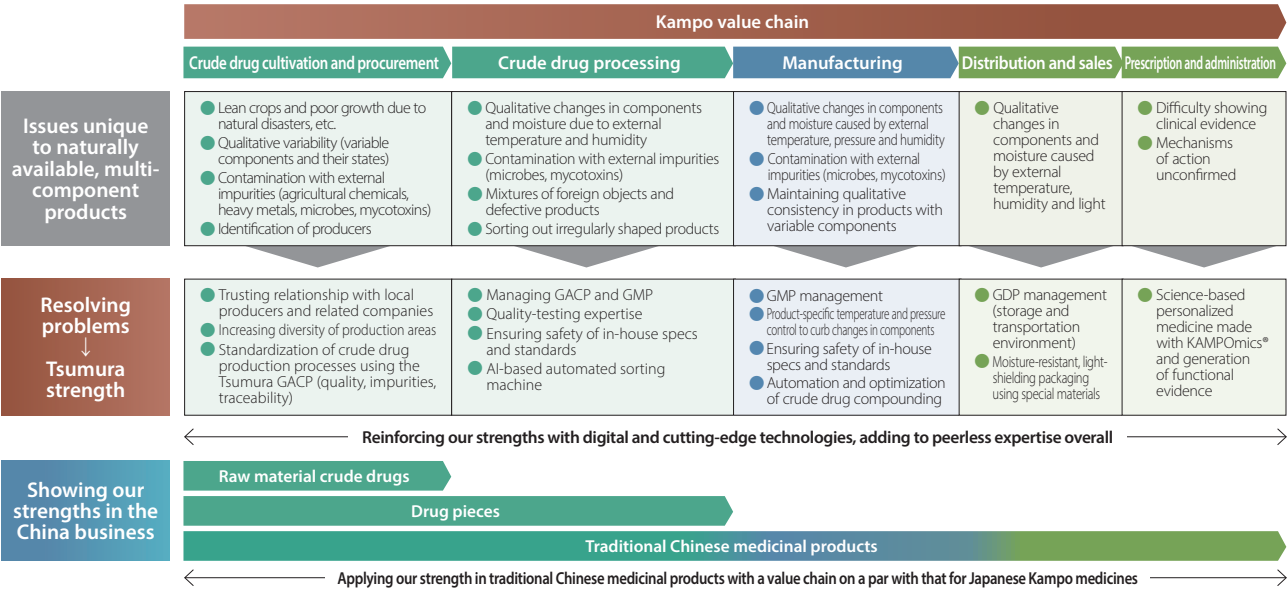 Kampo value chain
Crude drug cultivation and procurement
Crude drug processing
Manufacturing
Distribution and sales
Prescription and administration
Issues unique
to naturally
available, multi-
component
products
● Lean crops and poor growth due to
natural disasters, etc.
● Qualitative variability (variable
components and their states)
● Contamination with external
impurities (agricultural chemicals,
heavy metals, microbes, mycotoxins)
● Identification of producers
● Qualitative changes in components
and moisture due to external
temperature and humidity
● Contamination with external impurities
(microbes, mycotoxins)
● Mixtures of foreign objects and
defective products
● Sorting out irregularly shaped products
● Qualitative changes in components
and moisture caused by external
temperature, pressure and humidity
● Contamination with external
impurities (microbes, mycotoxins)
● Maintaining qualitative
consistency in products with
variable components
● Qualitative
changes in
components and
moisture caused
by external
temperature,
humidity and light
● Difficulty showing
clinical evidence
● Mechanisms
of action
unconfirmed
Resolving
problems
↓
Tsumura
strength
● Trusting relationship with local
producers and related companies
● Increasing diversity of production areas
● Standardization of crude drug
production processes using the
Tsumura GACP (quality, impurities,
traceability)
● Managing GACP and GMP
● Quality-testing expertise
● Ensuring safety of in-house specs
and standards
● AI-based automated sorting
machine
● GMP management
● Product-specific temperature and pressure
control to curb changes in components
● Ensuring safety of in-house
specs and standards
● Automation and optimization
of crude drug compounding
● GDP management
(storage and
transportation
environment)
● Moisture-resistant, light-
shielding packaging
using special materials
● Science-based
personalized
medicine made
with KAMPOmics®
and generation
of functional
evidence
Reinforcing our strengths with digital and cutting-edge technologies, adding to peerless expertise overall
Showing our
strengths in the
China business
Raw material crude drugs
Drug pieces
Traditional Chinese medicinal products
Applying our strength in traditional Chinese medicinal products with a value chain on a par with that for Japanese Kampo medicines